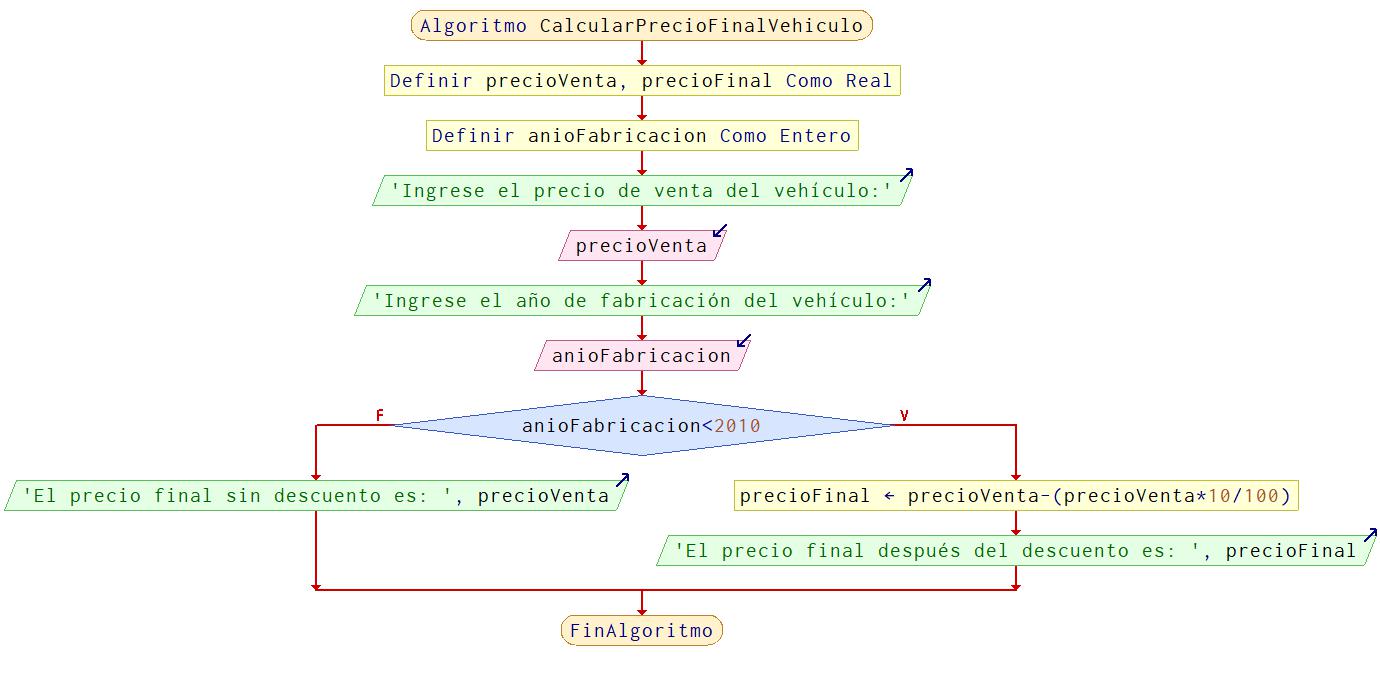 Algoritmo CalcularPrecioFinalVehiculo
Definir precioVenta, precioFinal Como Real
Definir anioFabricacion Como Entero
'Ingrese el precio de venta del vehículo:'
precioVenta
'Ingrese el año de fabricación del vehículo:'
anioFabricacion
F
V
anioFabricacion<2010
'El precio final sin descuento es: ', precioVenta
precioFinal ← precioVenta-(precioVenta*10/100)
'El precio final después del descuento es: ', precioFinal
FinAlgoritmo